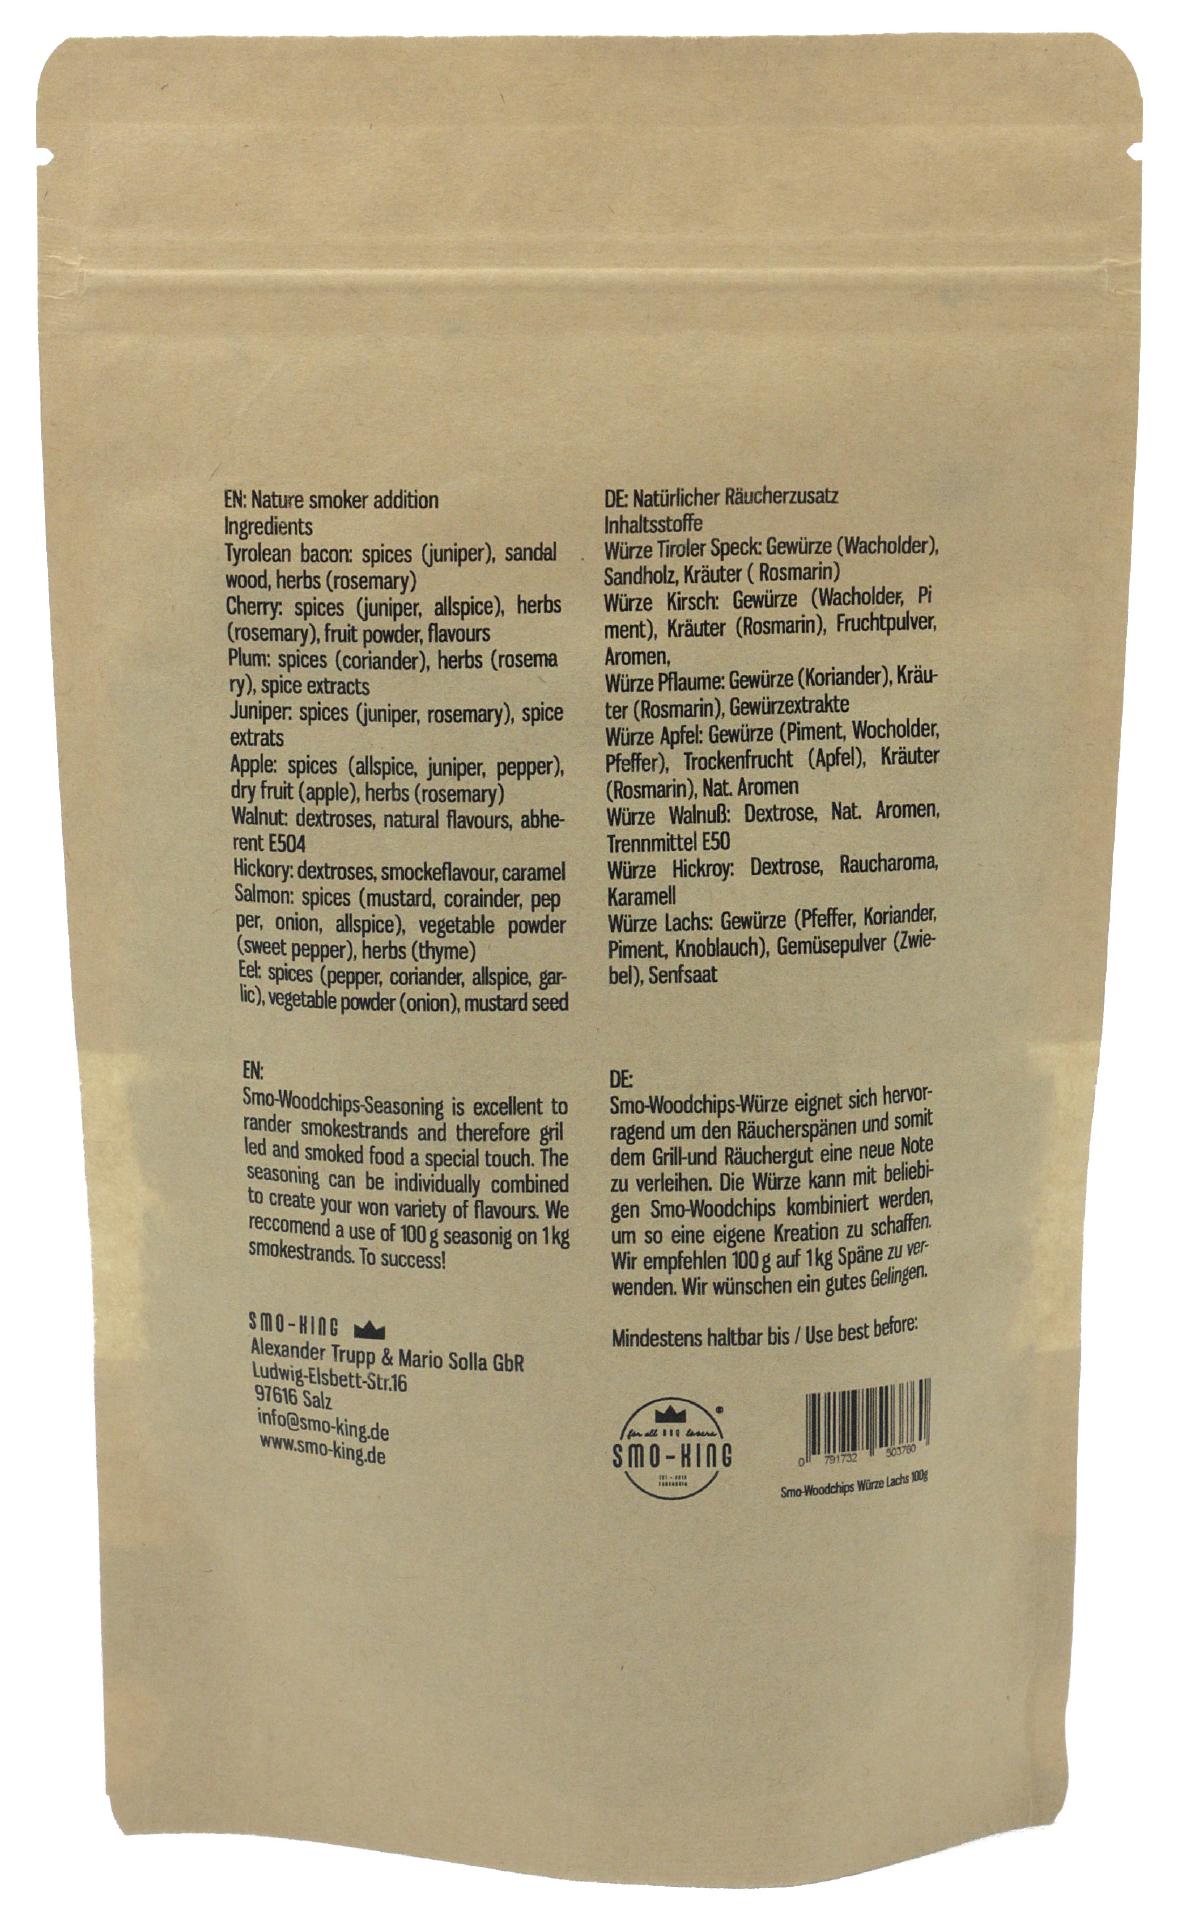 EN: Nature smoker addition
Ingredients
Tyrolean bacon: spices (juniper), sandal
wood, herbs (rosemary)
Cherry: spices (juniper, allspice), herbs
(rosemary), fruit powder, flavours
Plum: spices (coriander), herbs (rosema
ry), spice extracts
Juniper: spices (juniper, rosemary), spice
extrats
Apple: spices (allspice, juniper, pepper),
dry fruit (apple), herbs (rosemary)
Walnut: dextroses, natural flavours, abhe-
rent E504
Hickory: dextroses, smockeflavour, caramel
Salmon: spices (mustard, corainder, pep
per, onion, allspice), vegetable powder
(sweet pepper), herbs (thyme)
Eel: spices (pepper, coriander, allspice, gar-
lic), vegetable powder (onion), mustard seed
DE: Natürlicher Räucherzusatz
Inhaltsstoffe
Würze Tiroler Speck: Gewürze (Wacholder),
Sandholz, Kräuter ( Rosmarin)
Würze Kirsch: Gewürze (Wacholder, Pi
ment), Kräuter (Rosmarin), Fruchtpulver,
Aromen,
Würze Pflaume: Gewürze (Koriander), Kräu-
ter (Rosmarin), Gewürzextrakte
Würze Apfel: Gewürze (Piment, Wocholder,
Pfeffer), Trockenfrucht (Apfel), Kräuter
(Rosmarin), Nat. Aromen
Würze Walnuß: Dextrose, Nat. Aromen,
Trennmittel E50
Würze Hickroy: Dextrose, Raucharoma,
Karamell
Würze Lachs: Gewürze (Pfeffer, Koriander,
Piment, Knoblauch), Gemüsepulver (Zwie-
bel), Senfsaat
EN:
Smo-Woodchips-Seasoning is excellent to
rander smokestrands and therefore gril
led and smoked food a special touch. The
seasoning can be individually combined
to create your won variety of flavours. We
reccomend a use of 100 g seasonig on 1 kg
smokestrands. To success!
DE:
Smo-Woodchips-Würze eignet sich hervor-
ragend um den Räucherspänen und somit
dem Grill-und Räuchergut eine neue Note
zu verleihen. Die Würze kann mit beliebi-
gen Smo-Woodchips kombiniert werden,
um so eine eigene Kreation zu schaffen.
Wir empfehlen 100 g auf 1 kg Späne zu ver-
wenden. Wir wünschen ein gutes Gelingen.
SMO-KING
Alexander Trupp & Mario Solla GbR
Ludwig-Elsbett-Str.16
97616 Salz
info@smo-king.de
www.smo-king.de
Mindestens haltbar bis / Use best before:
for all BBQ lovers
®
SMO-KING
0 791732 503760
Smo-Woodchips Würze Lachs 100g